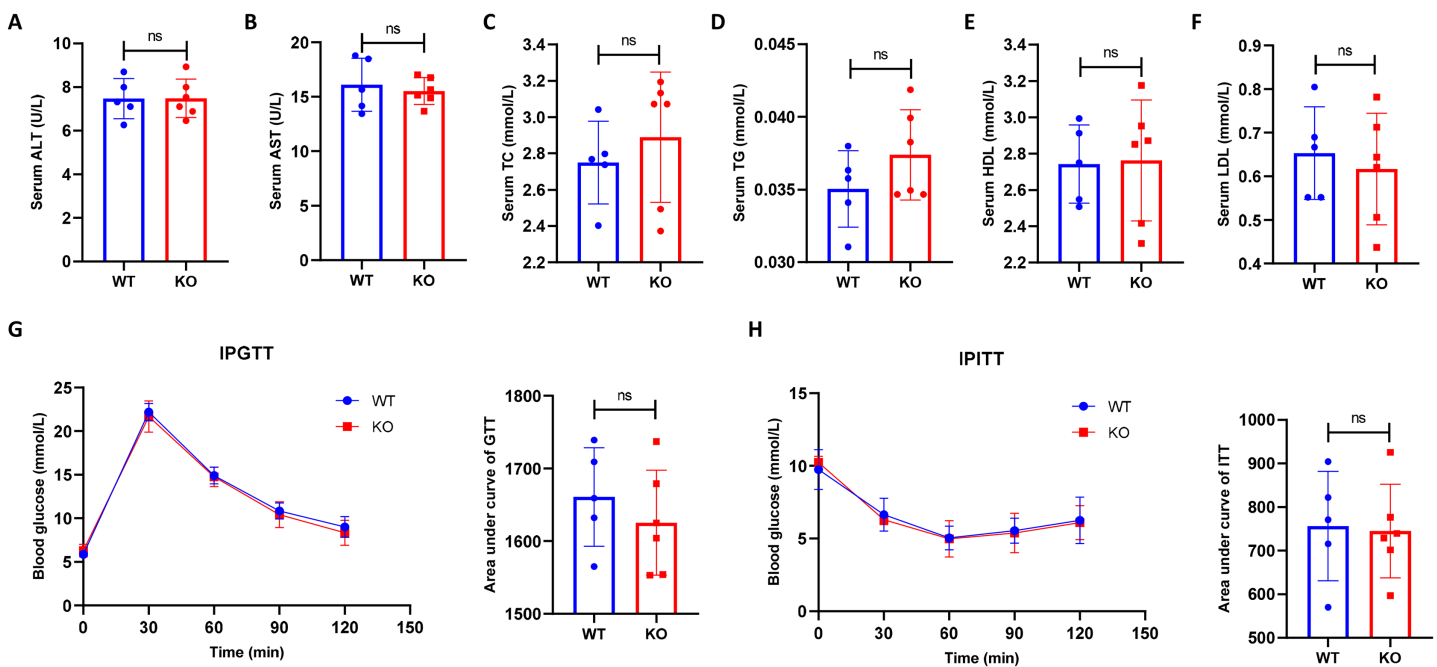 A
Serum ALT (U/L)
10
8
6
4
2
0
ns
WT
KO
B
Serum AST (U/L)
20
15
10
5
0
ns
WT
KO
C
Serum TC (mmol/L)
3.4
3.2
3.0
2.8
2.6
2.4
2.2
ns
WT
KO
D
Serum TG (mmol/L)
0.045
0.040
0.035
0.030
ns
WT
KO
E
Serum HDL (mmol/L)
3.4
3.2
3.0
2.8
2.6
2.4
2.2
ns
WT
KO
F
Serum LDL (mmol/L)
0.9
0.8
0.7
0.6
0.5
0.4
ns
WT
KO
G
IPGTT
Blood glucose (mmol/L)
25
20
15
10
5
0
WT
KO
0 30 60 90 120 150
Time (min)
Area under curve of GTT
1800
1700
1600
1500
ns
WT
KO
H
IPITT
Blood glucose (mmol/L)
15
10
5
0
WT
KO
0 30 60 90 120 150
Time (min)
Area under curve of ITT
1000
900
800
700
600
500
ns
WT
KO